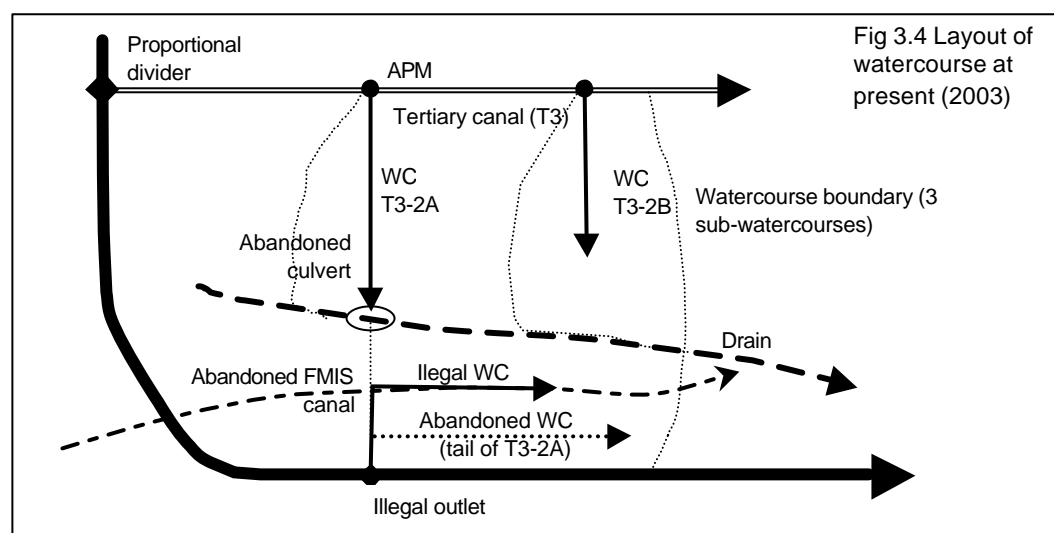 Proportional
divider
APM
Fig 3.4 Layout of
watercourse at
present (2003)
Tertiary canal (T3)
WC
T3-2A
WC
T3-2B
Watercourse boundary (3
sub-watercourses)
Abandoned
culvert
Drain
Abandoned FMIS
canal
Ilegal WC
Abandoned WC
(tail of T3-2A)
Illegal outlet